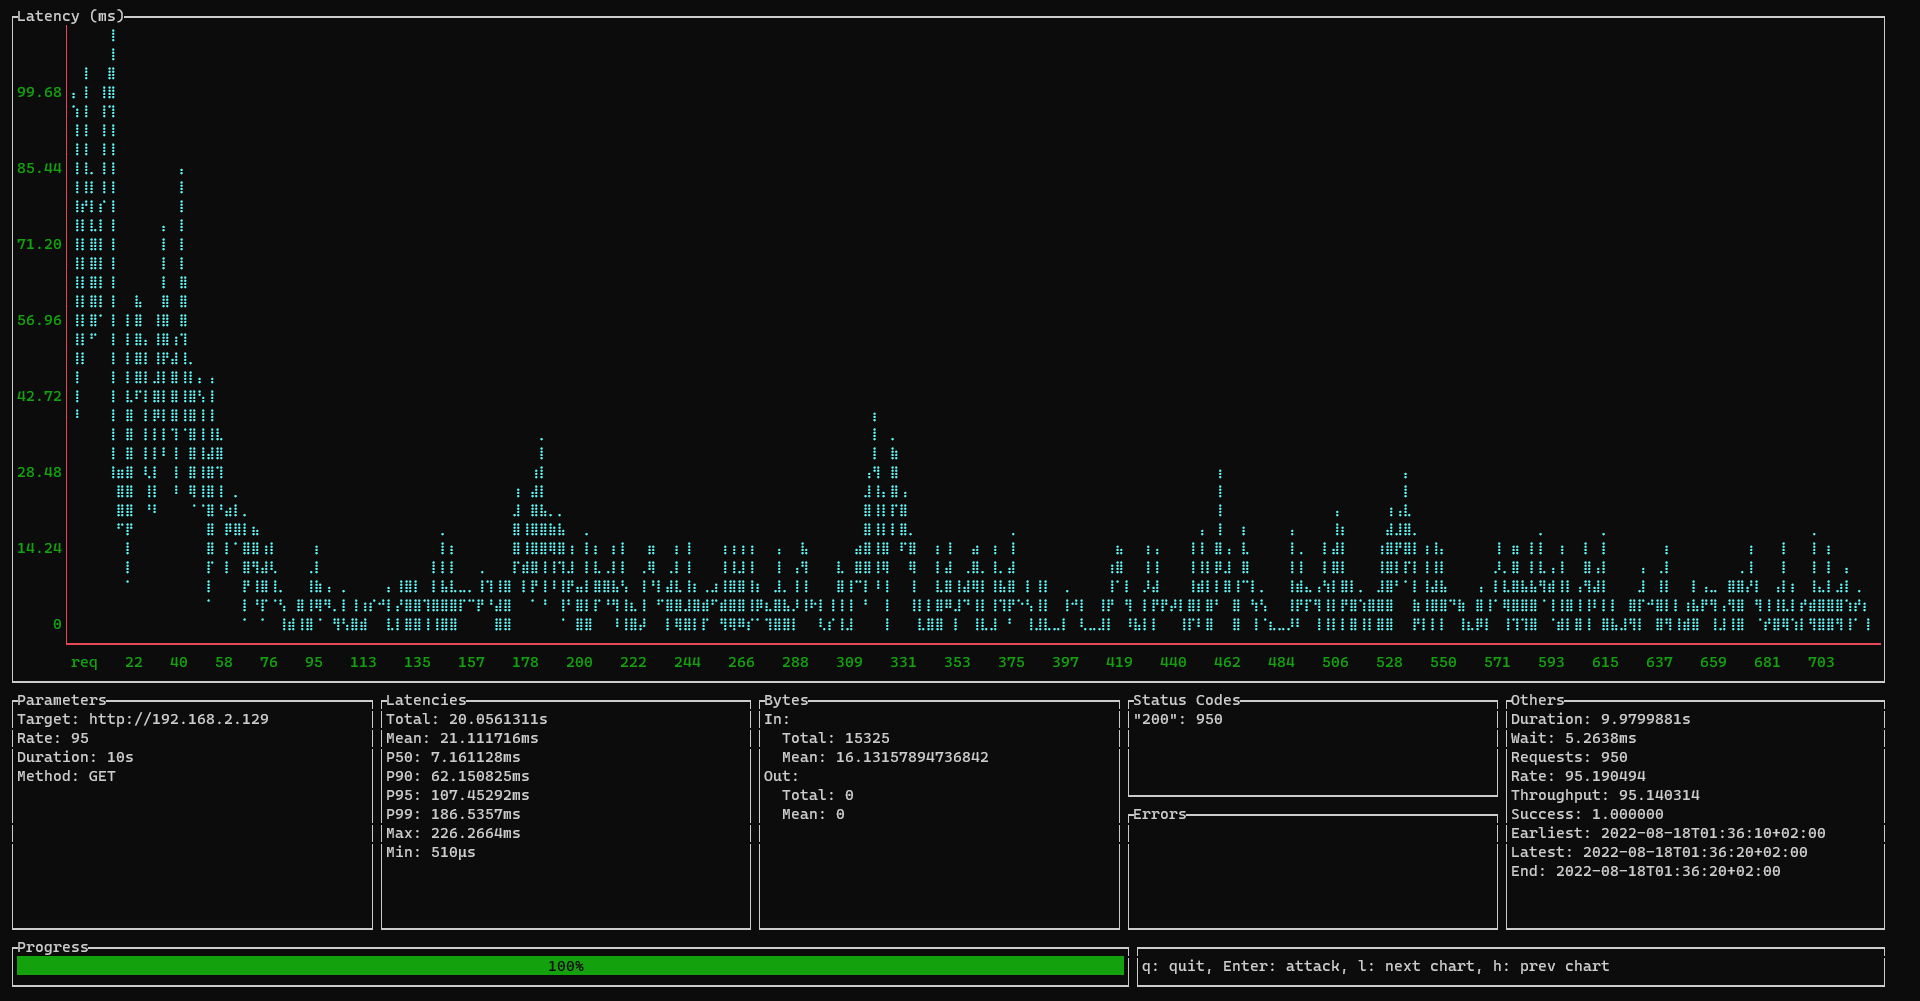 Latency (ms)
99.68
85.44
71.20
56.96
42.72
28.48
14.24
0
req 22 40 58 76 95 113 135 157 178 200 222 244 266 288 309 331 353 375 397 419 440 462 484 506 528 550 571 593 615 637 659 681 703
Parameters
Target: http://192.168.2.129
Rate: 95
Duration: 10s
Method: GET
Latencies
Total: 20.0561311s
Mean: 21.111716ms
P50: 7.161128ms
P90: 62.150825ms
P95: 107.45292ms
P99: 186.5357ms
Max: 226.2664ms
Min: 510µs
Bytes
In:
Total: 15325
Mean: 16.13157894736842
Out:
Total: 0
Mean: 0
Status Codes
"200": 950
Errors
Others
Duration: 9.9799881s
Wait: 5.2638ms
Requests: 950
Rate: 95.190494
Throughput: 95.140314
Success: 1.000000
Earliest: 2022-08-18T01:36:10+02:00
Latest: 2022-08-18T01:36:20+02:00
End: 2022-08-18T01:36:20+02:00
Progress
100%
q: quit, Enter: attack, l: next chart, h: prev chart